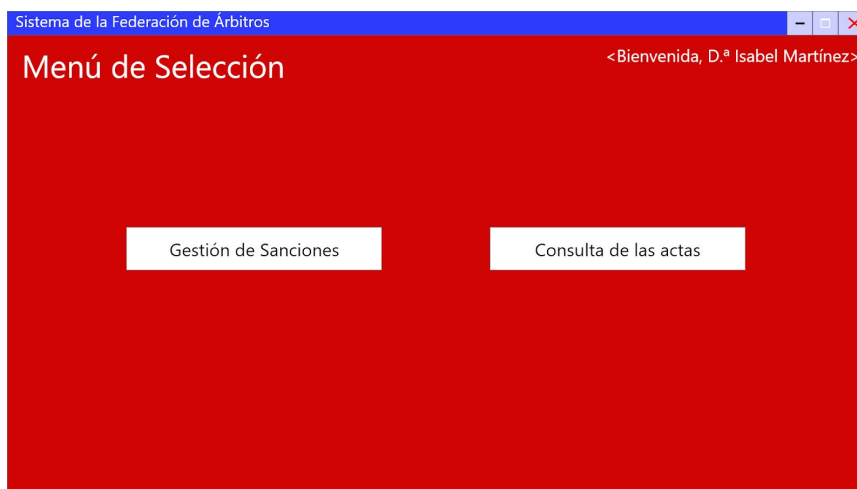 Sistema de la Federación de Árbitros
Menú de Selección
<Bienvenida, D.ª Isabel Martínez>
Gestión de Sanciones
Consulta de las actas